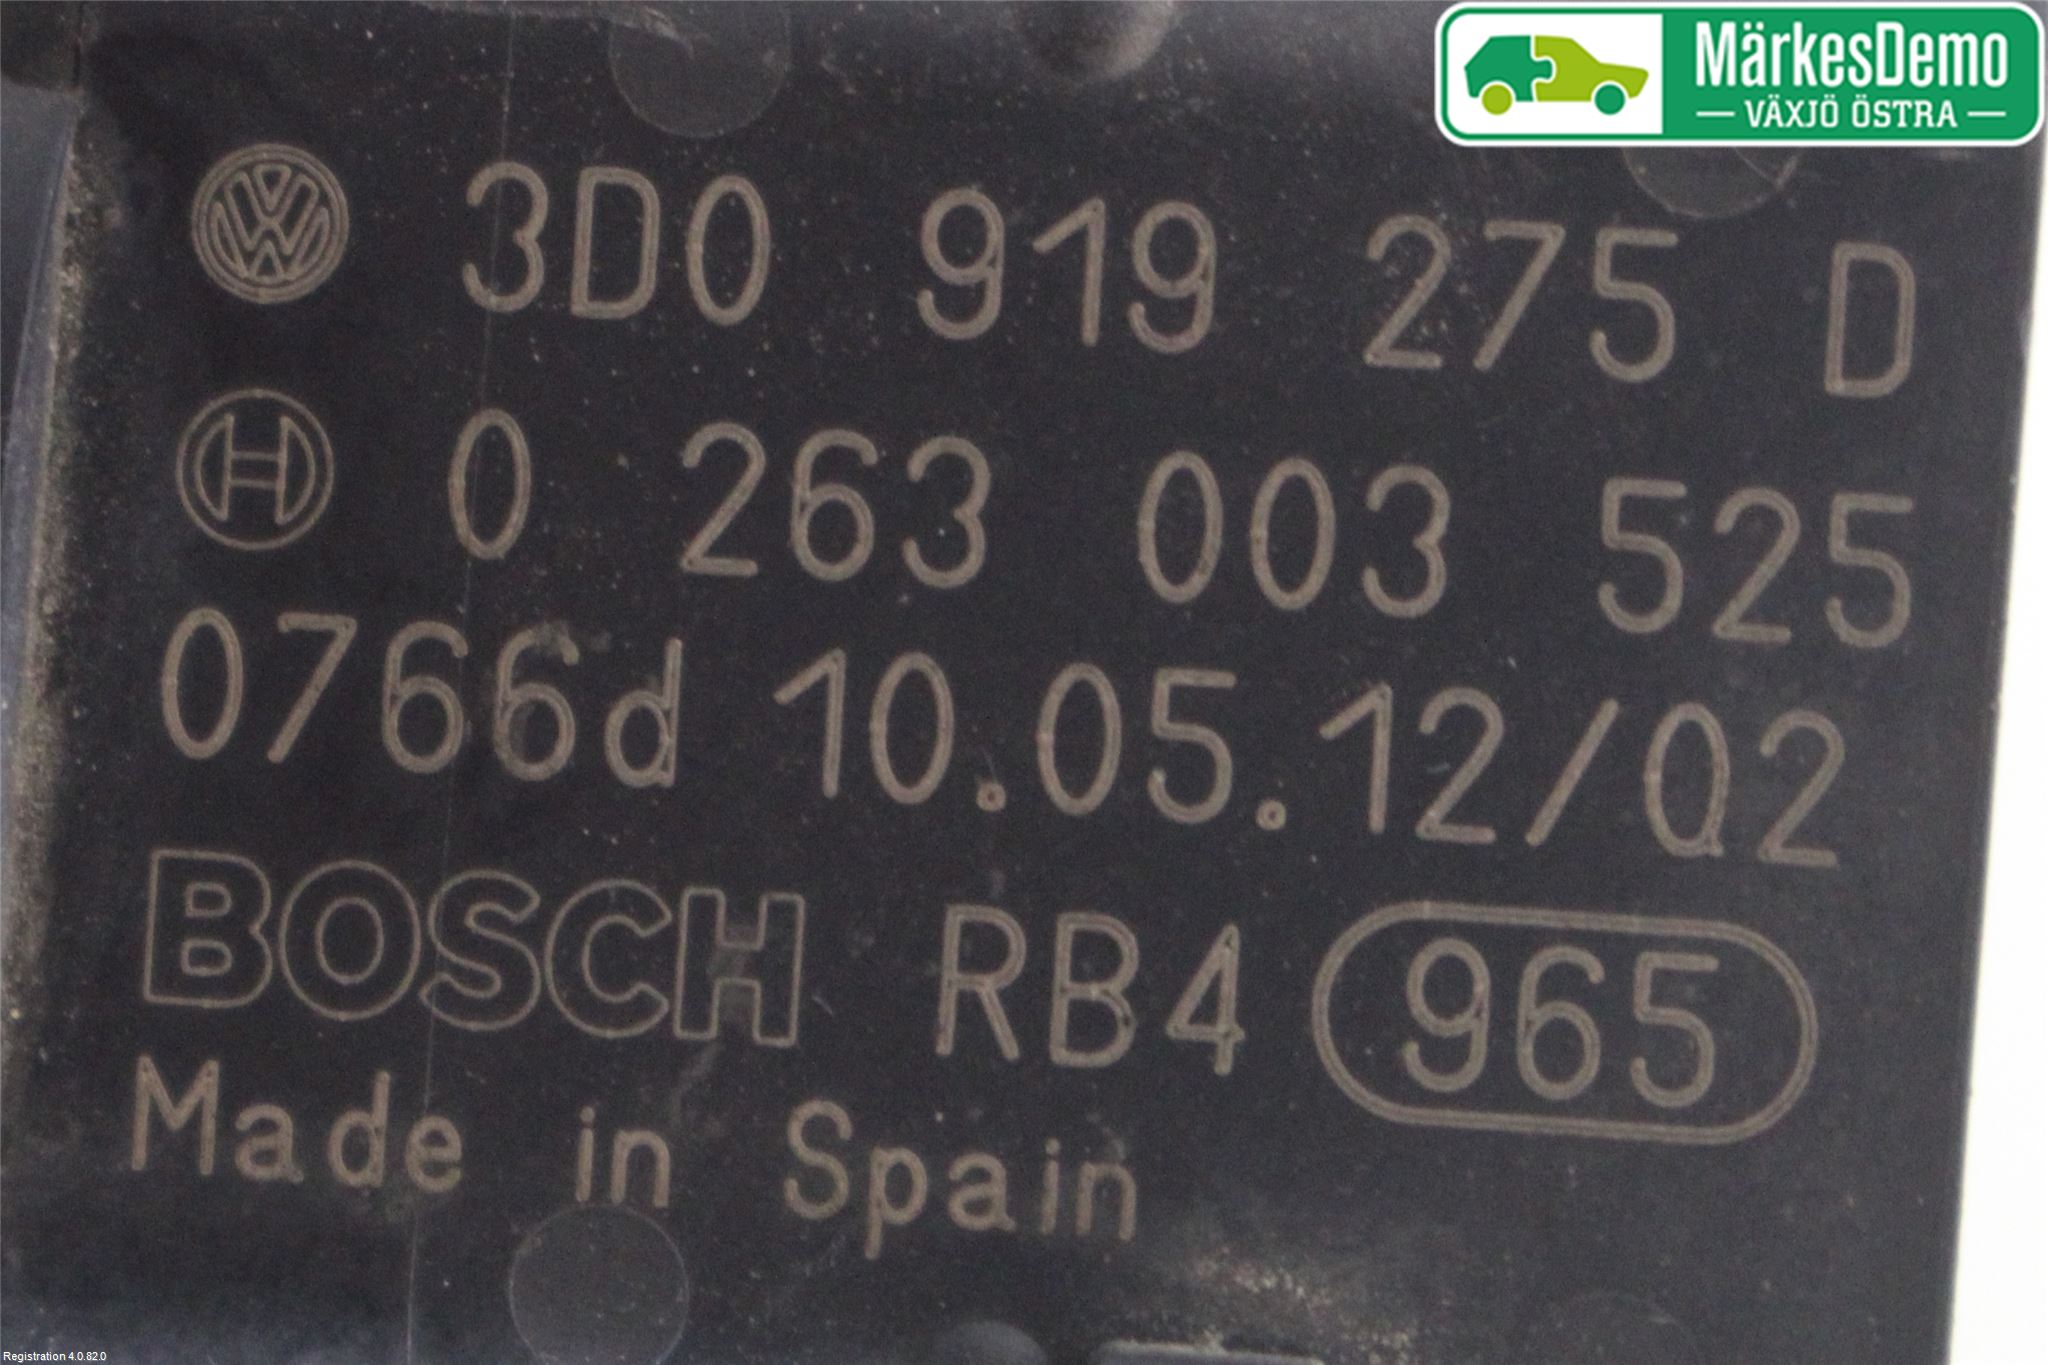 MärkesDemo
VÄXJÖ ÖSTRA
3D0 919 275 D
0 263 003 525
0766d 10.05.12/Q2
BOSCH RB4 965
Made in Spain
Registration 4.0.82.0